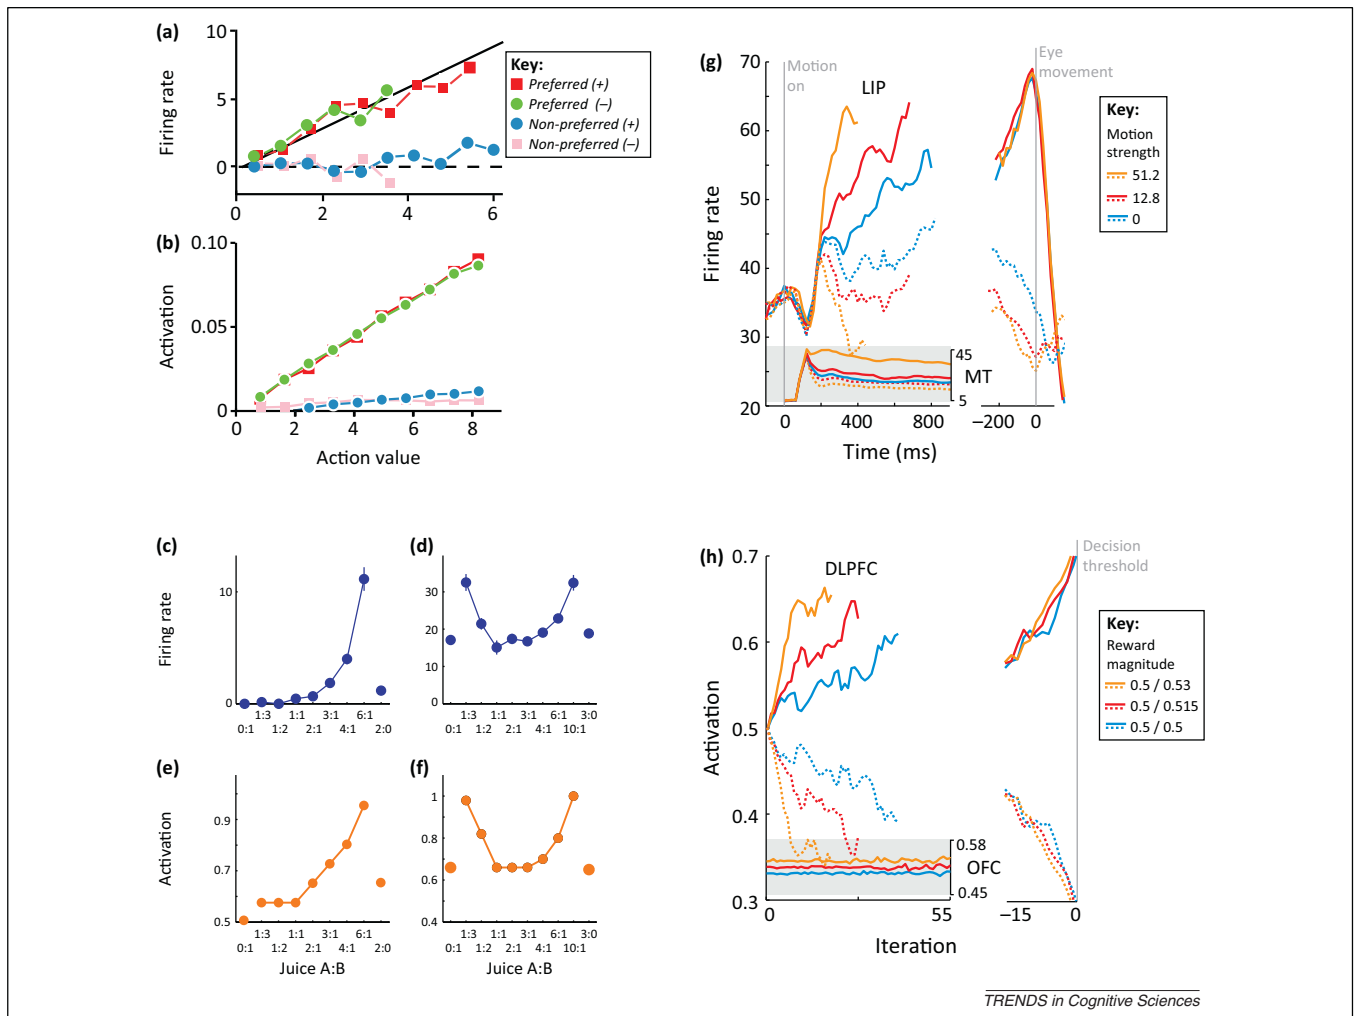 (a)
10
5
0
Firing rate
0
2
4
6
Key:
Preferred (+)
Preferred (–)
Non-preferred (+)
Non-preferred (–)
(b)
0.10
0.05
0
Activation
0
2
4
6
8
Action value
(c)
10
0
Firing rate
1:3
1:1
3:1
6:1
0:1
1:2
2:1
4:1
2:0
(d)
30
20
10
0
1:3
1:1
3:1
6:1
3:0
0:1
1:2
2:1
4:1
10:1
(e)
0.9
0.7
0.5
Activation
1:3
1:1
3:1
6:1
0:1
1:2
2:1
4:1
2:0
Juice A:B
(f)
1
0.8
0.6
0.4
1:3
1:1
3:1
6:1
3:0
0:1
1:2
2:1
4:1
10:1
Juice A:B
(g)
70
60
50
40
30
20
Firing rate
Motion
on
LIP
Eye
movement
45
MT
5
0
400
800
–200
0
Time (ms)
Key:
Motion
strength
51.2
12.8
0
(h)
0.7
0.6
0.5
0.4
0.3
Activation
DLPFC
Decision
threshold
0.58
OFC
0.45
0
55
–15
0
Iteration
Key:
Reward
magnitude
0.5 / 0.53
0.5 / 0.515
0.5 / 0.5
TRENDS in Cognitive Sciences